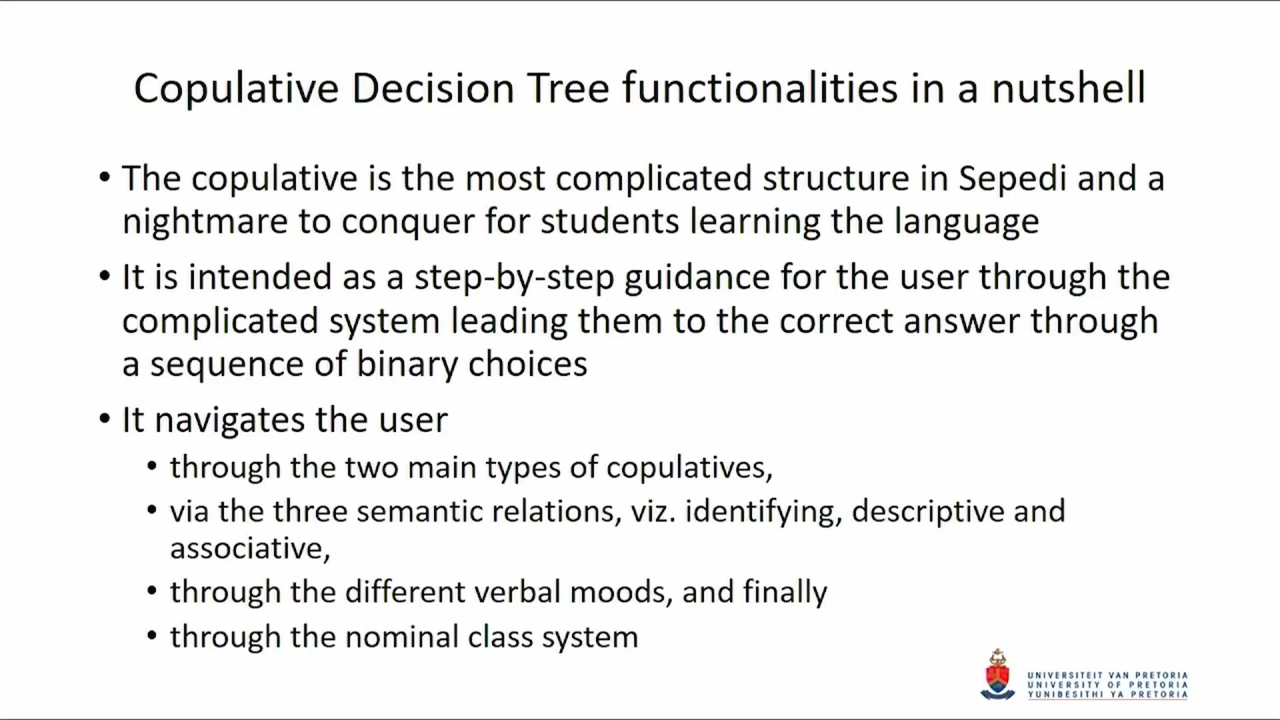 Copulative Decision Tree functionalities in a nutshell
• The copulative is the most complicated structure in Sepedi and a
nightmare to conquer for students learning the language
• It is intended as a step-by-step guidance for the user through the
complicated system leading them to the correct answer through
a sequence of binary choices
• It navigates the user
• through the two main types of copulatives,
• via the three semantic relations, viz. identifying, descriptive and
associative,
• through the different verbal moods, and finally
• through the nominal class system
UNIVERSITEIT VAN PRETORIA
UNIVERSITY OF PRETORIA
YUNIBESITHI YA PRETORIA